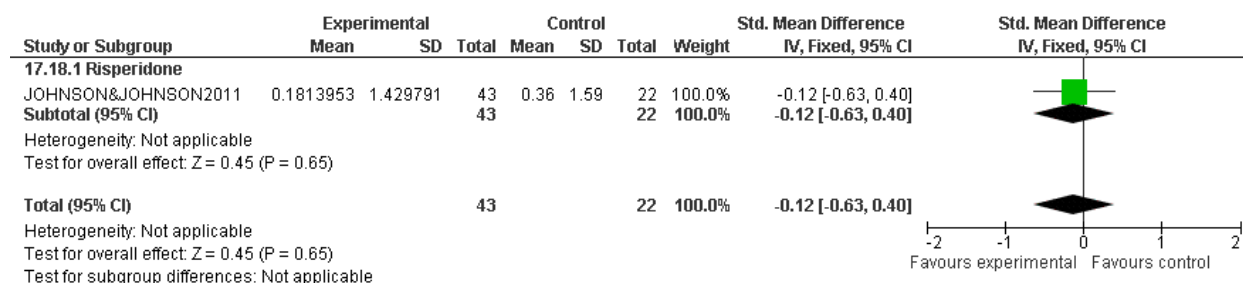 Experimental Control Std. Mean Difference Std. Mean Difference
Study or Subgroup Mean SD Total Mean SD Total Weight IV, Fixed, 95% CI IV, Fixed, 95% CI
17.18.1 Risperidone
JOHNSON&JOHNSON2011 0.1813953 1.429791 43 0.36 1.59 22 100.0% -0.12 [-0.63, 0.40]
Subtotal (95% CI) 43 22 100.0% -0.12 [-0.63, 0.40]
Heterogeneity: Not applicable
Test for overall effect: Z = 0.45 (P = 0.65)
Total (95% CI) 43 22 100.0% -0.12 [-0.63, 0.40]
Heterogeneity: Not applicable
Test for overall effect: Z = 0.45 (P = 0.65)
Test for subgroup differences: Not applicable
-2 -1 0 1 2
Favours experimental Favours control